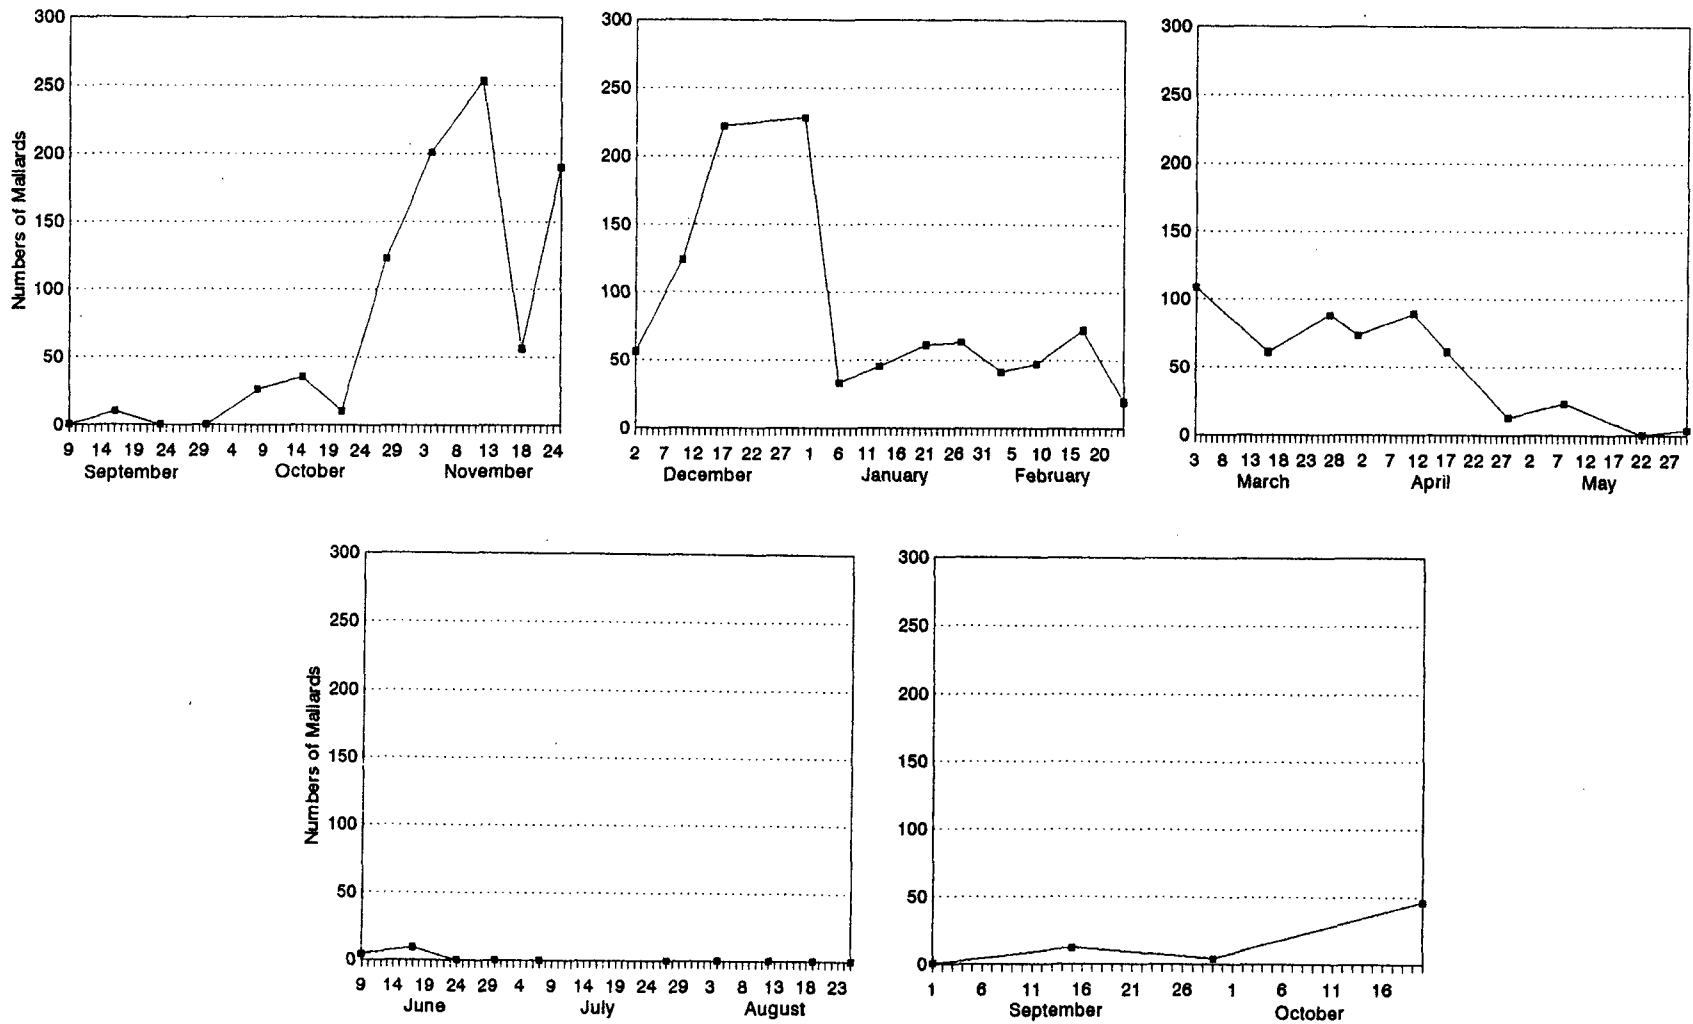 Numbers of Mallards
300
250
200
150
100
50
0
9 14 19 24 29 4 9 14 19 24 29 3 8 13 18 24
September October November
300
250
200
150
100
50
0
2 7 12 17 22 27 1 6 11 16 21 26 31 5 10 15 20
December January February
300
250
200
150
100
50
0
3 8 13 18 23 28 2 7 12 17 22 27 2 7 12 17 22 27
March April May
Numbers of Mallards
300
250
200
150
100
50
0
9 14 19 24 29 4 9 14 19 24 29 3 8 13 18 23
June July August
300
250
200
150
100
50
0
1 6 11 16 21 26 1 6 11 16
September October